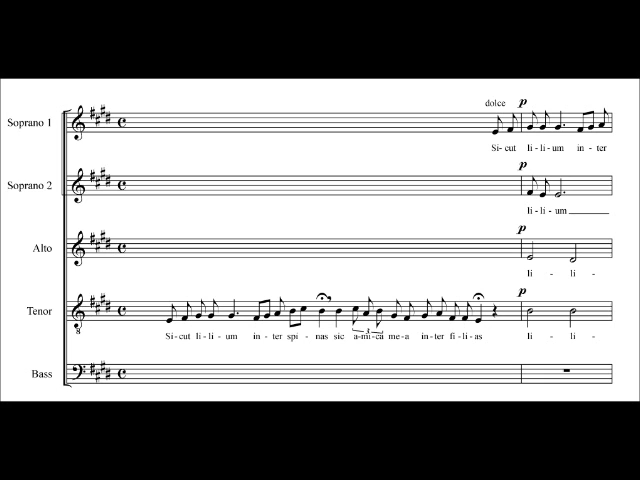 dolce p
Soprano 1
Si- cut li - li - um in - ter
p
Soprano 2
li - li - um
p
Alto
li - li -
p
Tenor
8
Si - cut li - li - um in - ter spi - nas sic a-mi-ca me-a in-ter fi-li-as li - li -
3
Bass